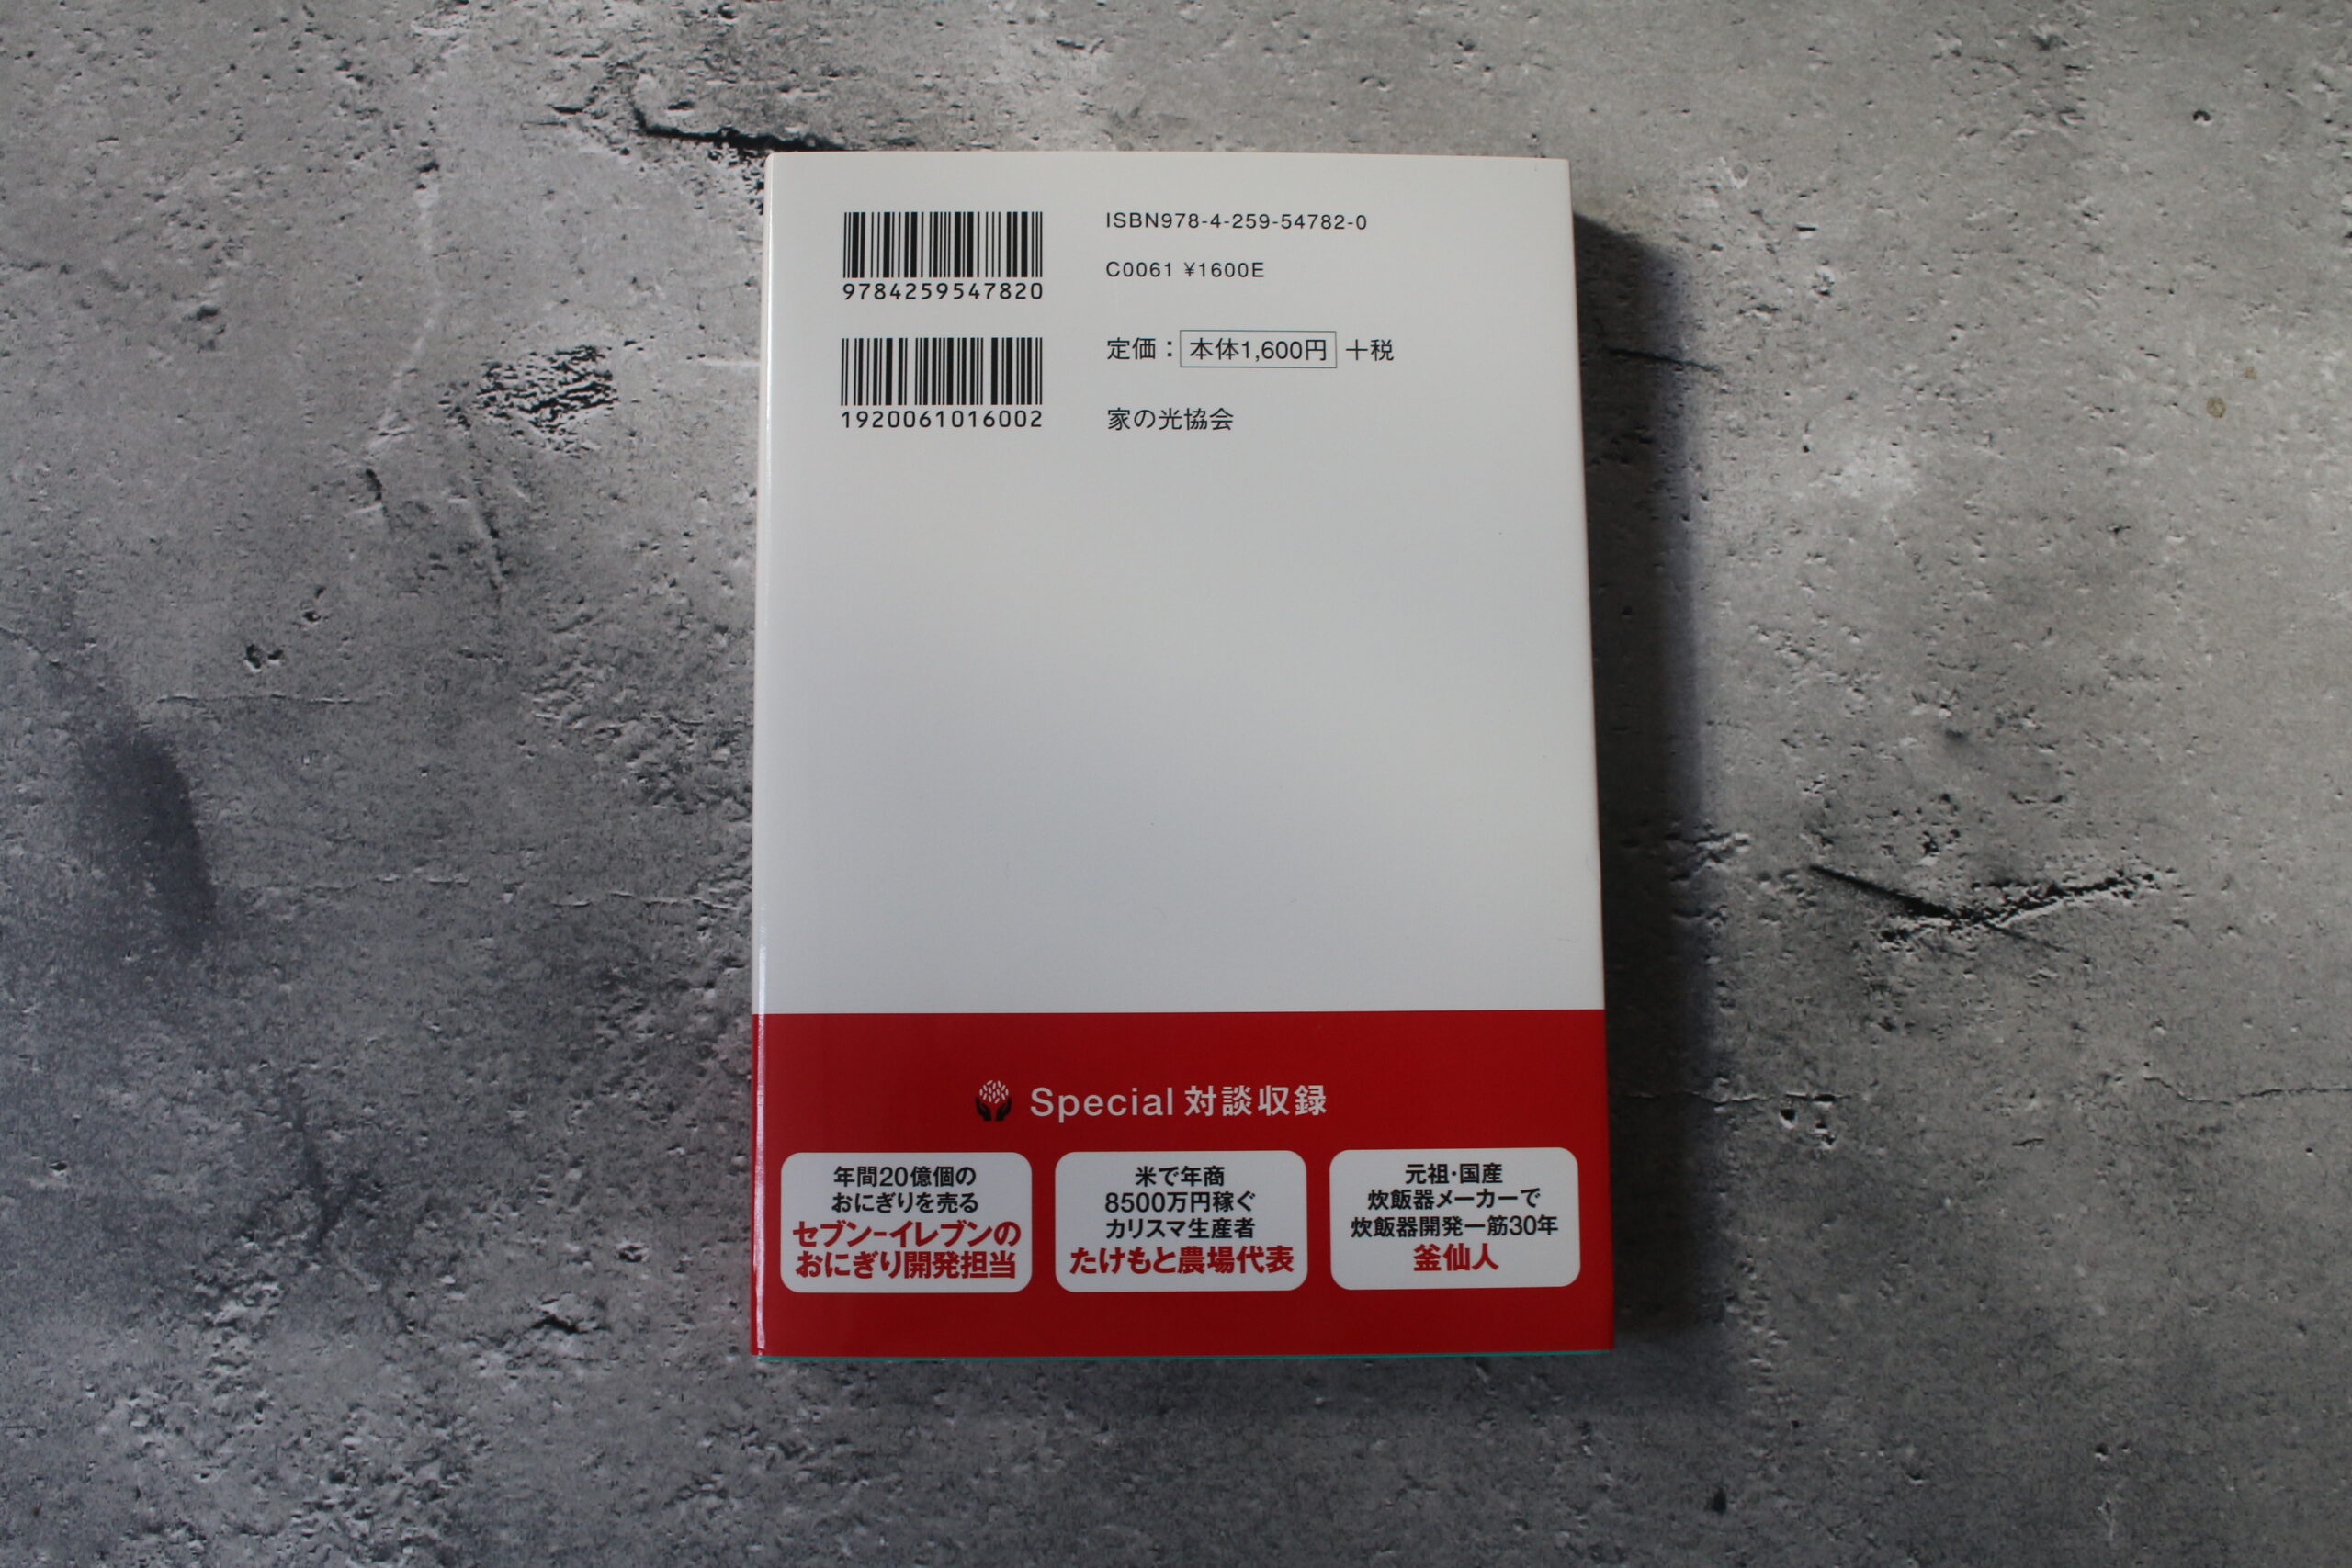 9784259547820
1920061016002
ISBN978-4-259-54782-0
C0061 ¥1600E
定価：本体1,600円＋税
家の光協会
Special 対談収録
年間20億個の
おにぎりを売る
セブン-イレブンの
おにぎり開発担当
米で年商
8500万円稼ぐ
カリスマ生産者
たけもと農場代表
元祖・国産
炊飯器メーカーで
炊飯器開発一筋30年
釜仙人